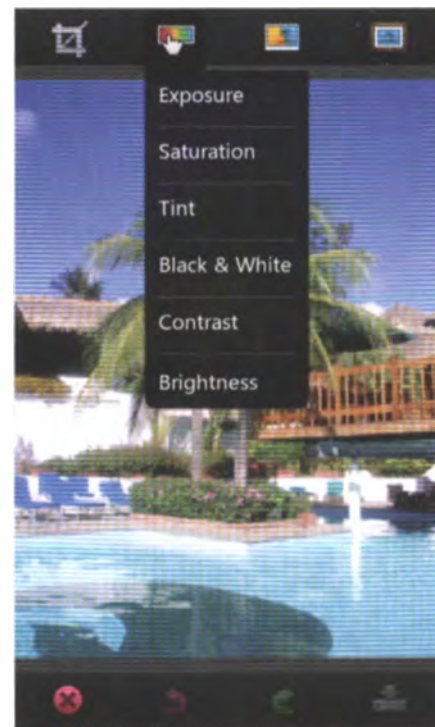 Exposure
Saturation
Tint
Black & White
Contrast
Brightness